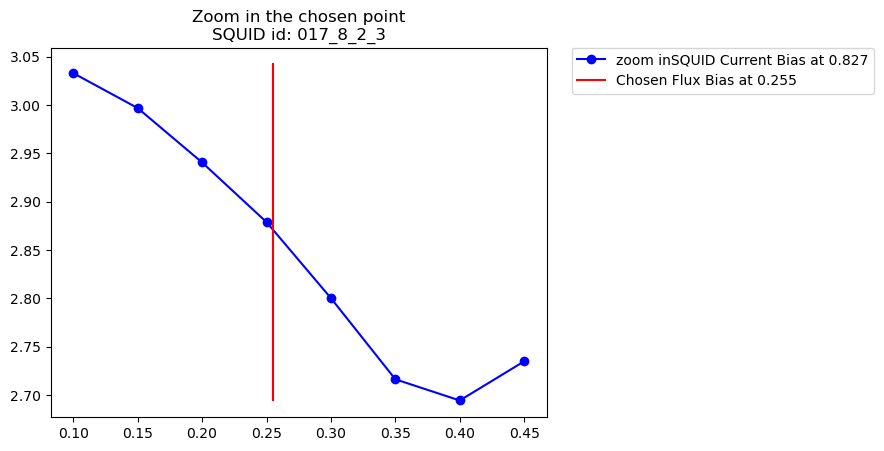 Zoom in the chosen point
SQUID id: 017_8_2_3
zoom inSQUID Current Bias at 0.827
Chosen Flux Bias at 0.255
3.05
3.00
2.95
2.90
2.85
2.80
2.75
2.70
0.10 0.15 0.20 0.25 0.30 0.35 0.40 0.45